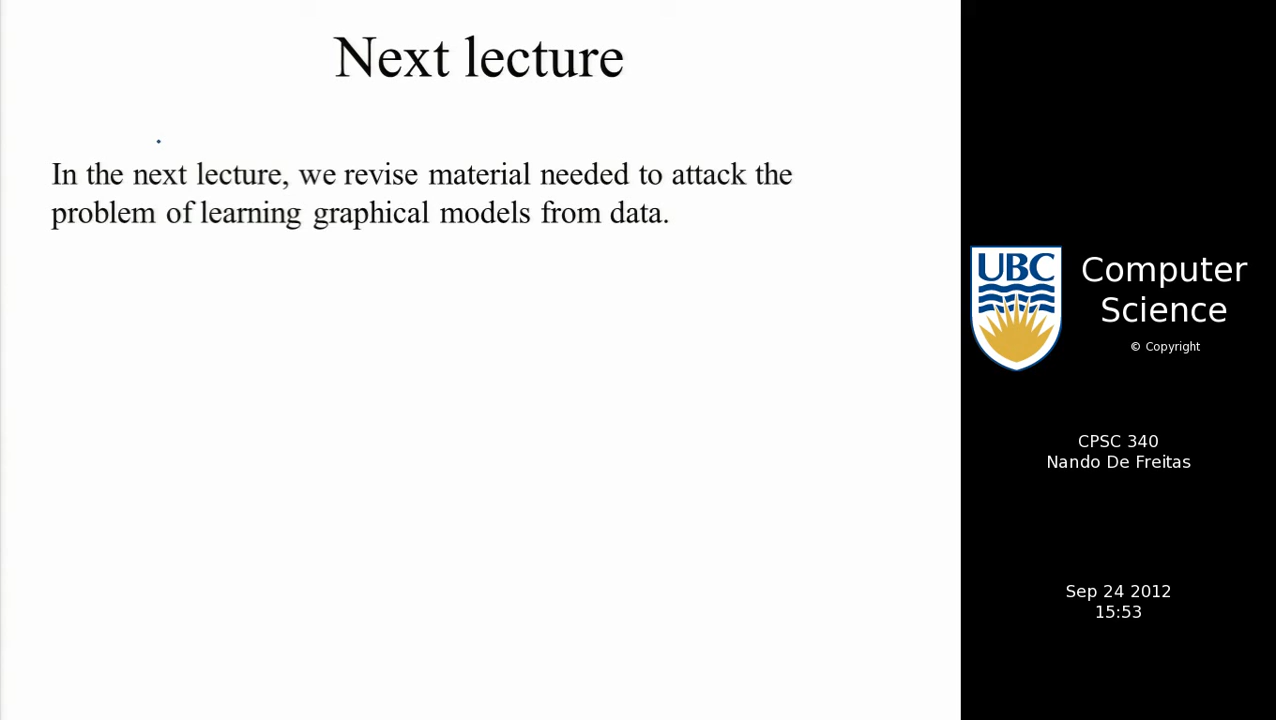 Next lecture
In the next lecture, we revise material needed to attack the
problem of learning graphical models from data.
UBC
Computer
Science
© Copyright
CPSC 340
Nando De Freitas
Sep 24 2012
15:53